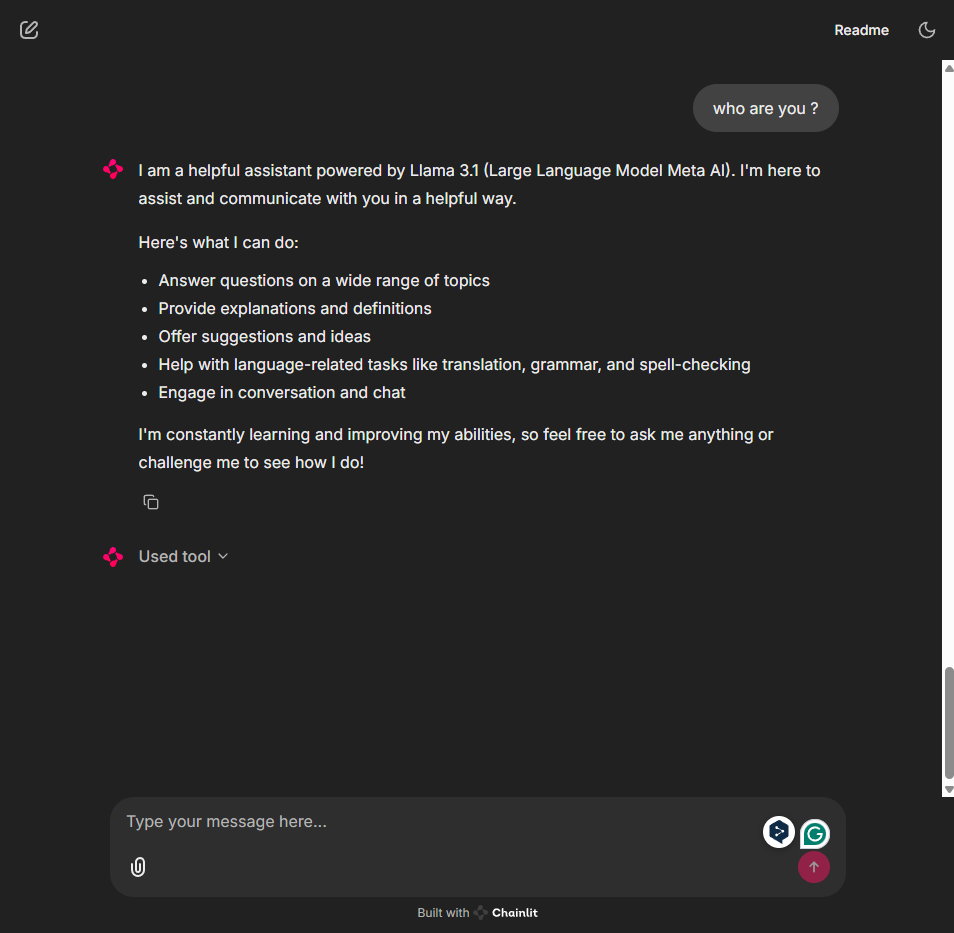 Readme
who are you ?
I am a helpful assistant powered by Llama 3.1 (Large Language Model Meta AI). I'm here to
assist and communicate with you in a helpful way.
Here's what I can do:
• Answer questions on a wide range of topics
• Provide explanations and definitions
• Offer suggestions and ideas
• Help with language-related tasks like translation, grammar, and spell-checking
• Engage in conversation and chat
I'm constantly learning and improving my abilities, so feel free to ask me anything or
challenge me to see how I do!
Used tool
Type your message here...
Built with Chainlit